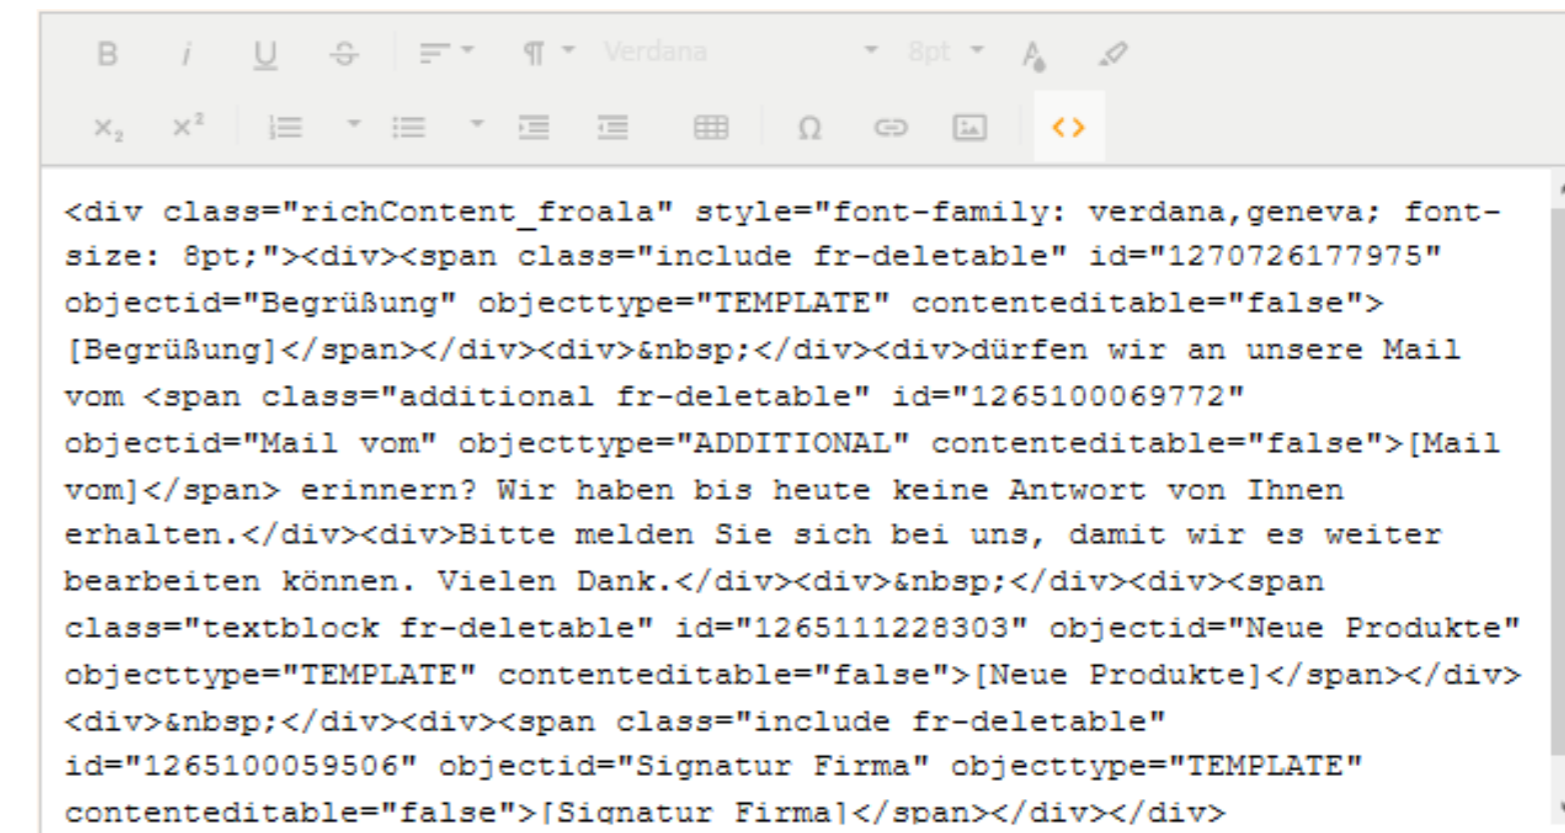 B i U S ¶ Verdana 8pt A
×₂ ×² Ω <>
<div class="richContent_froala" style="font-family: verdana,geneva; font-
size: 8pt;"><div><span class="include fr-deletable" id="1270726177975"
objectid="Begrüßung" objecttype="TEMPLATE" contenteditable="false">
[Begrüßung]</span></div><div>&nbsp;</div><div>dürfen wir an unsere Mail
vom <span class="additional fr-deletable" id="1265100069772"
objectid="Mail vom" objecttype="ADDITIONAL" contenteditable="false">[Mail
vom]</span> erinnern? Wir haben bis heute keine Antwort von Ihnen
erhalten.</div><div>Bitte melden Sie sich bei uns, damit wir es weiter
bearbeiten können. Vielen Dank.</div><div>&nbsp;</div><div><span
class="textblock fr-deletable" id="1265111228303" objectid="Neue Produkte"
objecttype="TEMPLATE" contenteditable="false">[Neue Produkte]</span></div>
<div>&nbsp;</div><div><span class="include fr-deletable"
id="1265100059506" objectid="Signatur Firma" objecttype="TEMPLATE"
contenteditable="false">[Signatur Firma]</span></div></div>